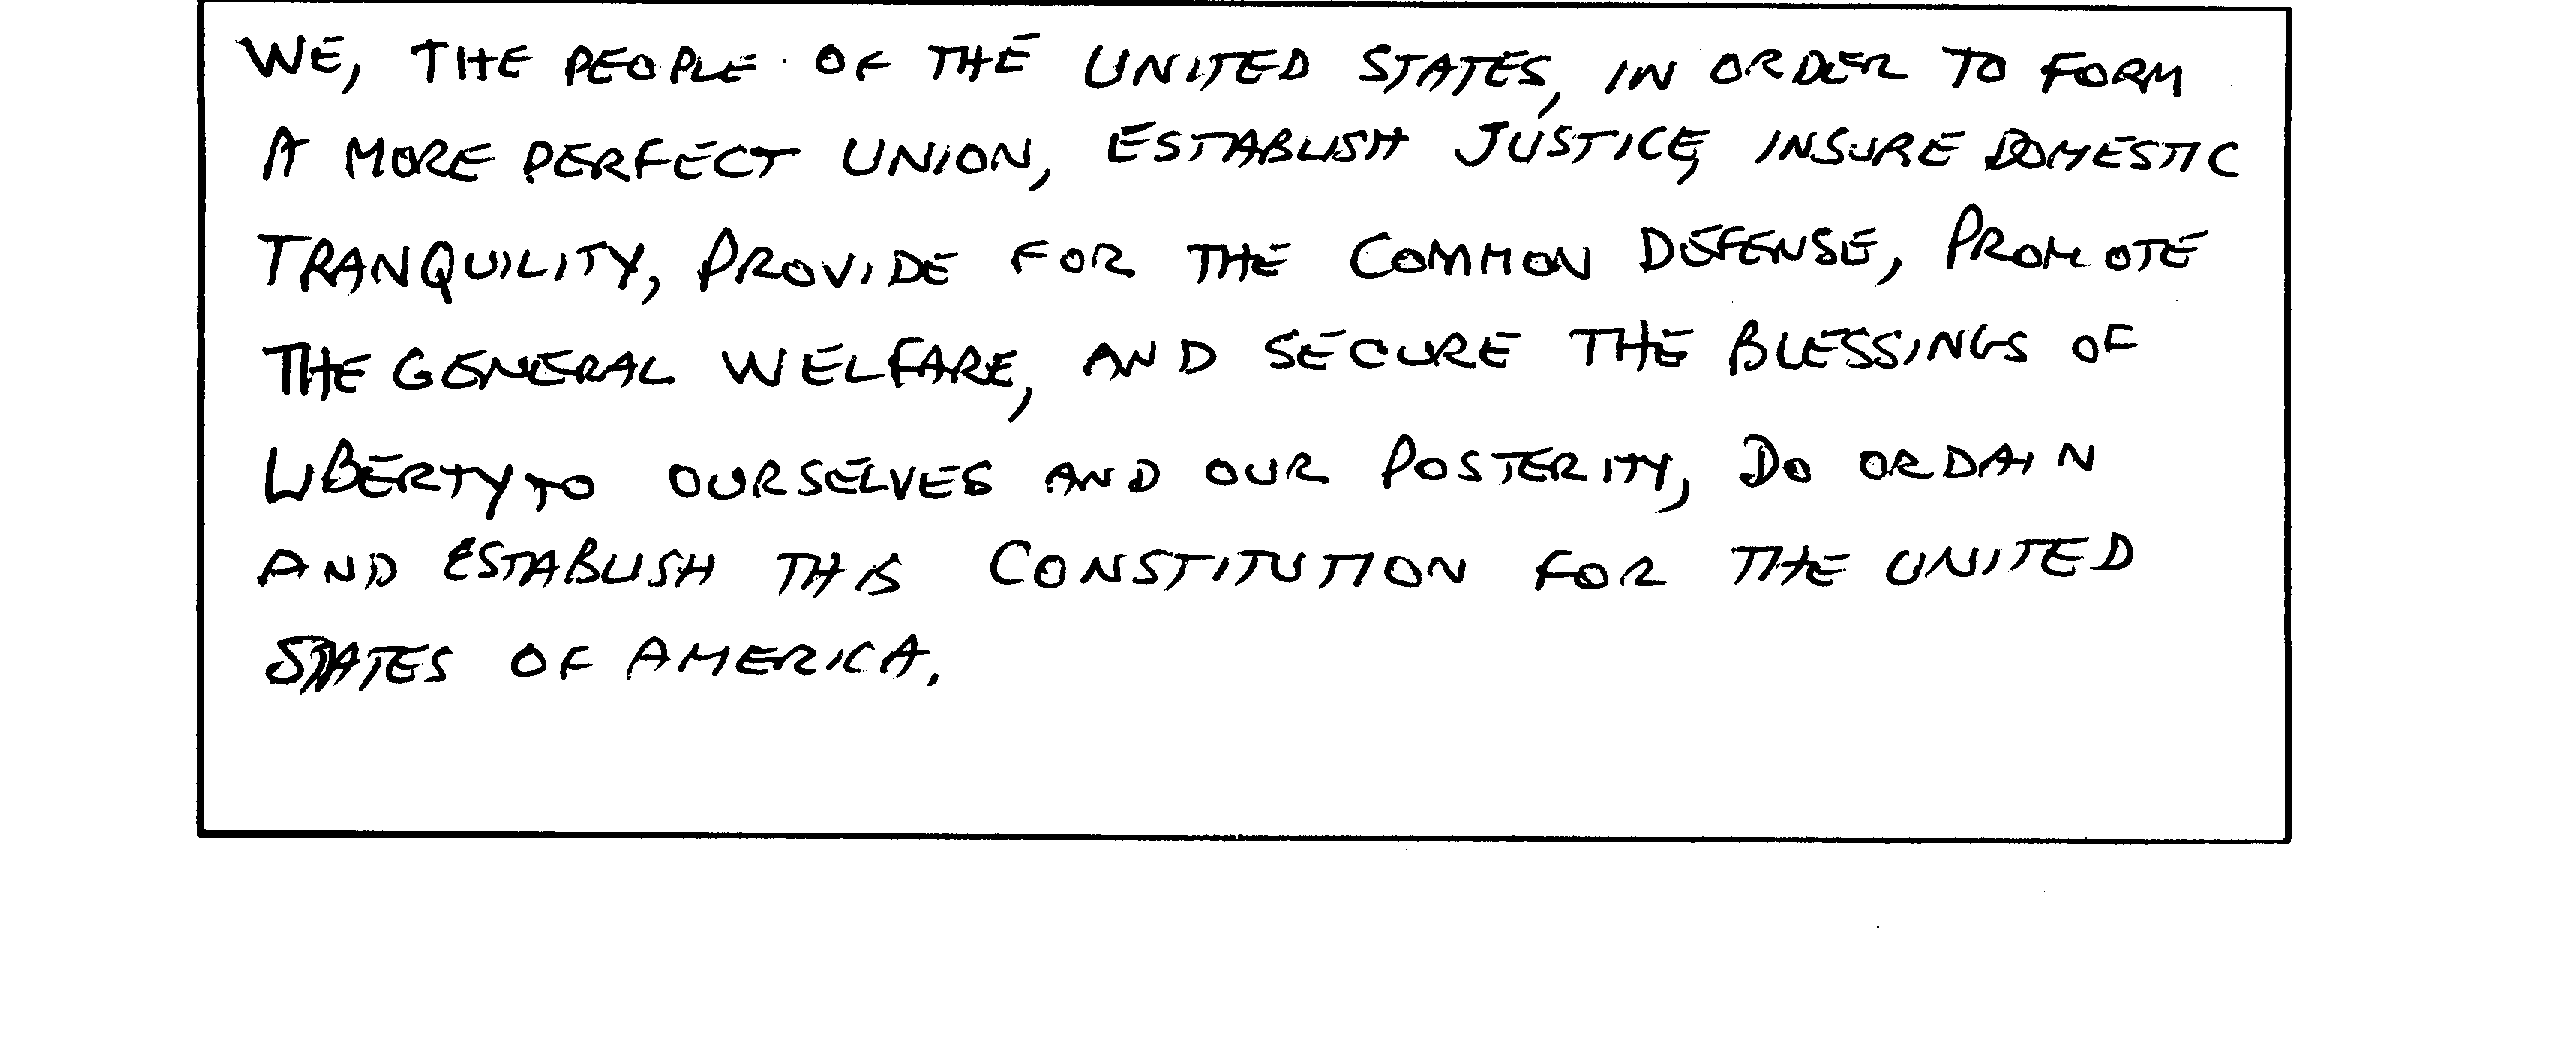 WE, THE PEOPLE OF THE UNITED STATES, IN ORDER TO FORM
A MORE PERFECT UNION, ESTABLISH JUSTICE, INSURE DOMESTIC
TRANQUILITY, PROVIDE FOR THE COMMON DEFENSE, PROMOTE
THE GENERAL WELFARE, AND SECURE THE BLESSINGS OF
LIBERTY TO OURSELVES AND OUR POSTERITY, DO ORDAIN
AND ESTABLISH THIS CONSTITUTION FOR THE UNITED
STATES OF AMERICA.